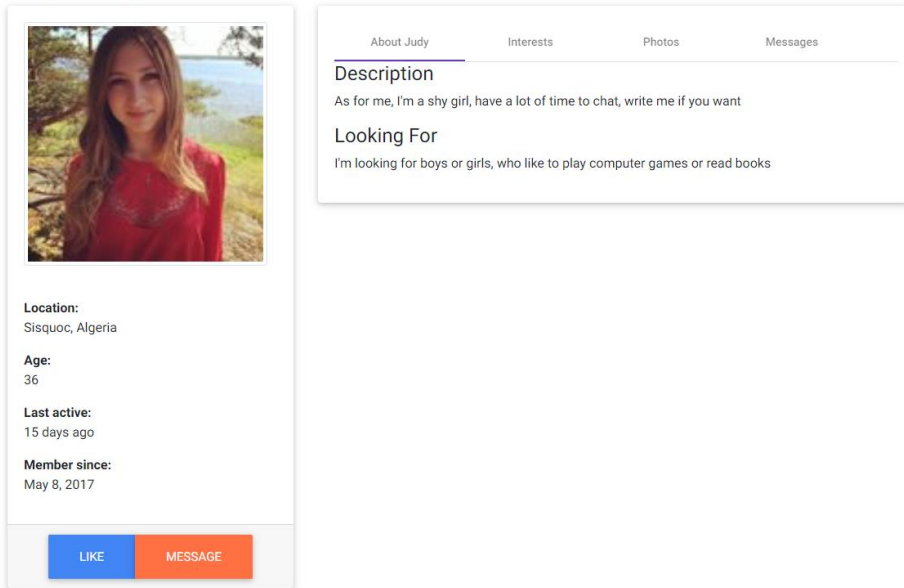 Location:
Sisquoc, Algeria
Age:
36
Last active:
15 days ago
Member since:
May 8, 2017
LIKE MESSAGE
About Judy Interests Photos Messages
Description
As for me, I'm a shy girl, have a lot of time to chat, write me if you want
Looking For
I'm looking for boys or girls, who like to play computer games or read books